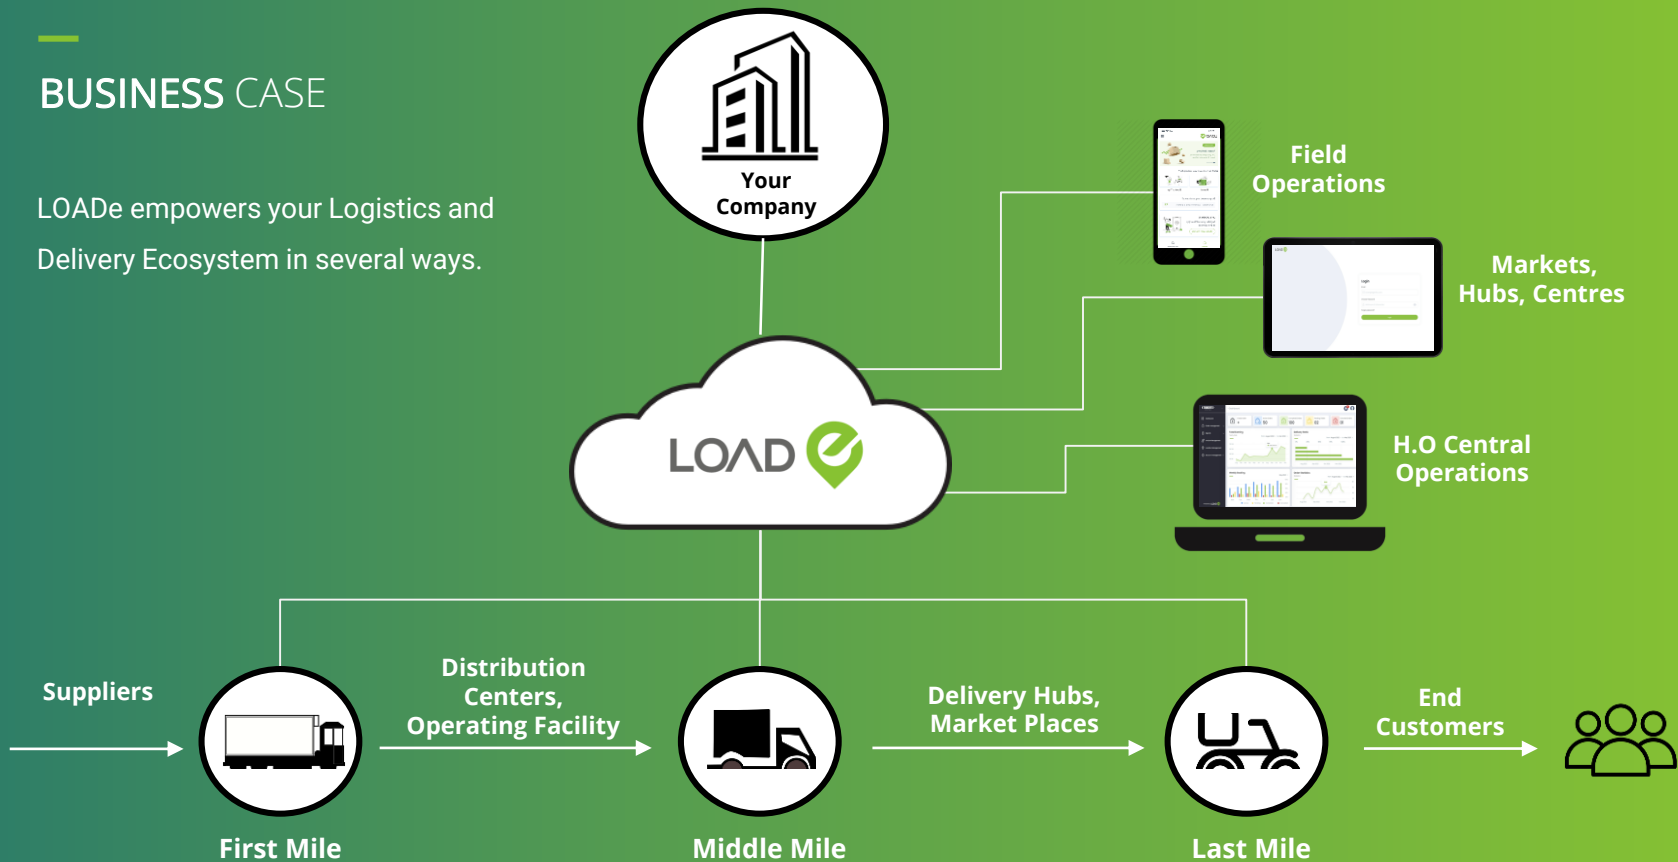 BUSINESS CASE
LOADe empowers your Logistics and
Delivery Ecosystem in several ways.
Your
Company
Field
Operations
Markets,
Hubs, Centres
Login
LOAD e
H.O Central
Operations
Suppliers
Distribution
Centers,
Operating Facility
Delivery Hubs,
Market Places
End
Customers
First Mile
Middle Mile
Last Mile